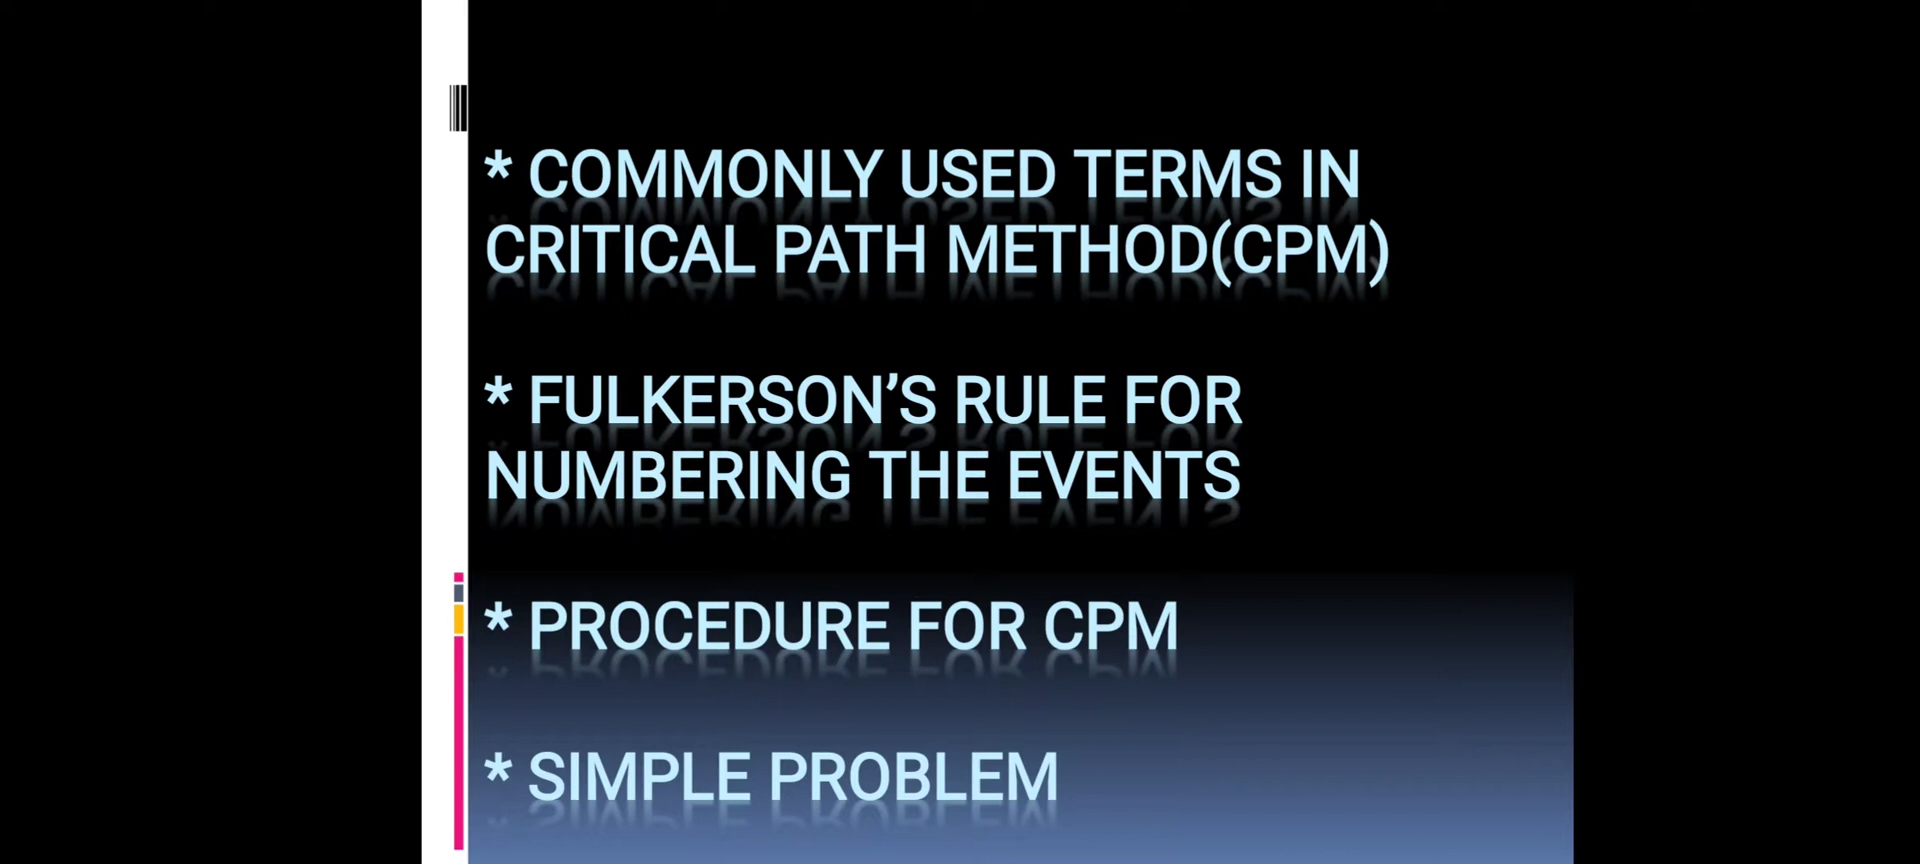 * COMMONLY USED TERMS IN
CRITICAL PATH METHOD(CPM)
* FULKERSON’S RULE FOR
NUMBERING THE EVENTS
* PROCEDURE FOR CPM
* SIMPLE PROBLEM